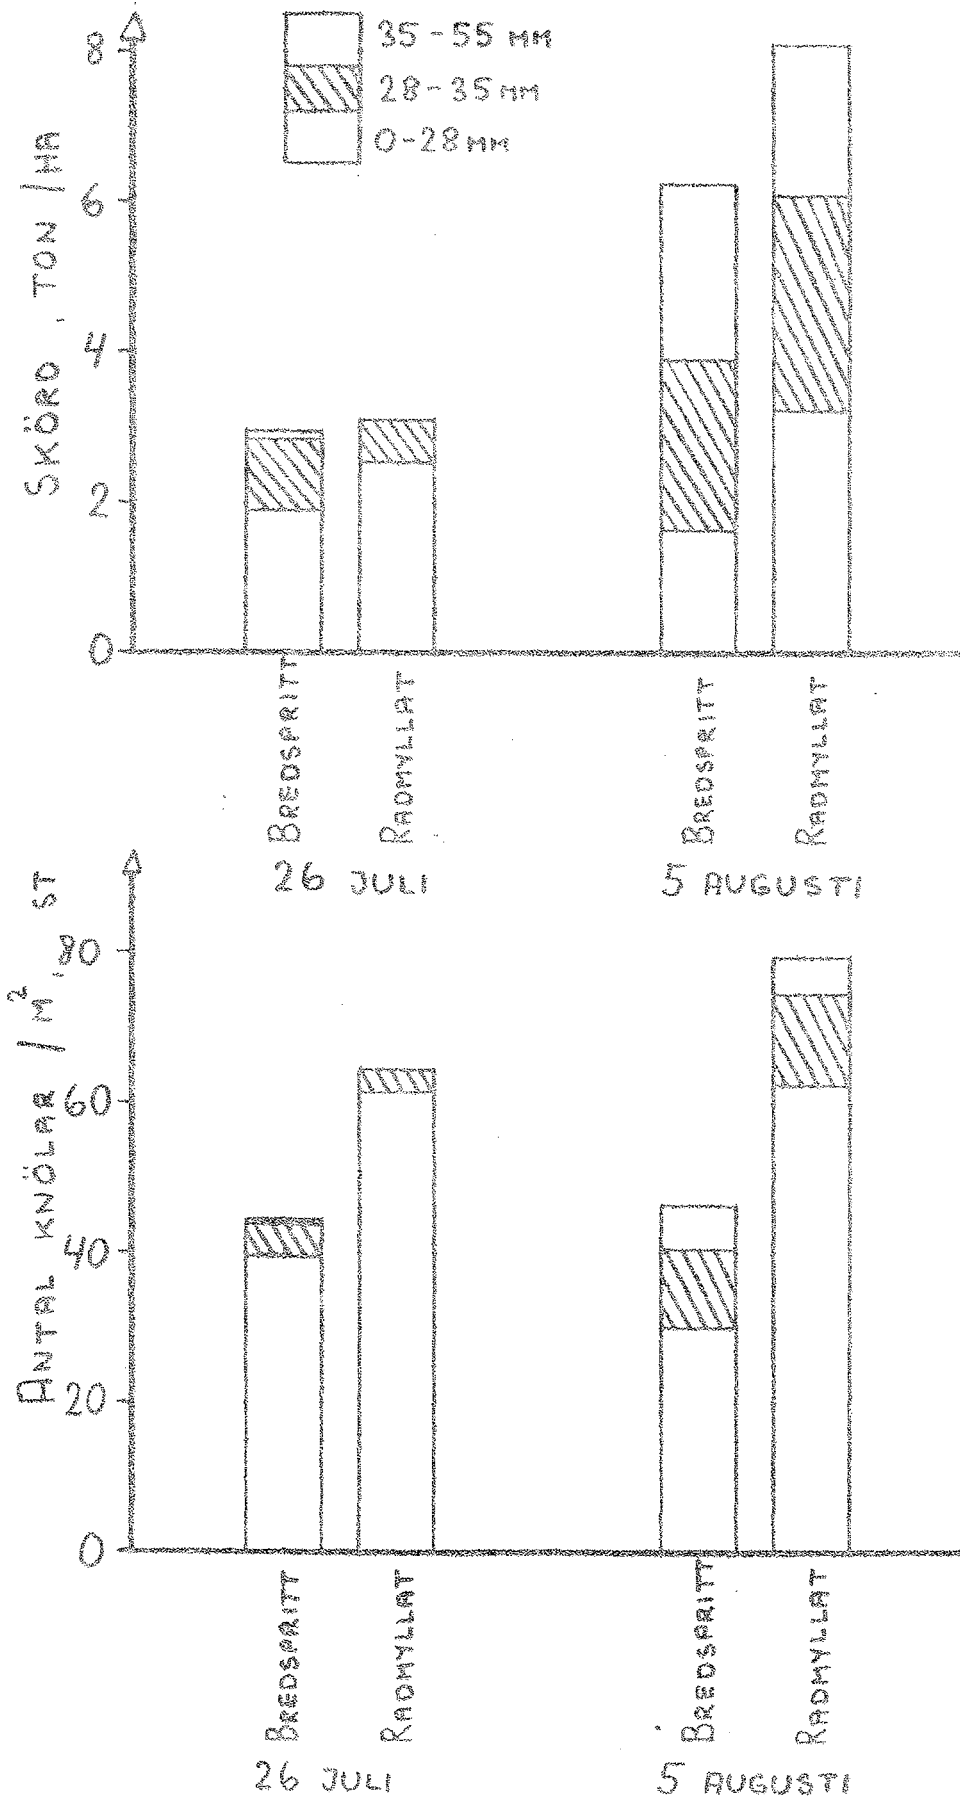 35-55 MM
28-35 MM
0-28 MM
SKÖRD, TON/HA
8
6
4
2
0
BREDSPRITT
RADMYLLAT
BREDSPRITT
RADMYLLAT
26 JULI
5 AUGUSTI
ANTAL KNÖLAR/M², ST
80
60
40
20
0
BREDSPRITT
RADMYLLAT
BREDSPRITT
RADMYLLAT
26 JULI
5 AUGUSTI